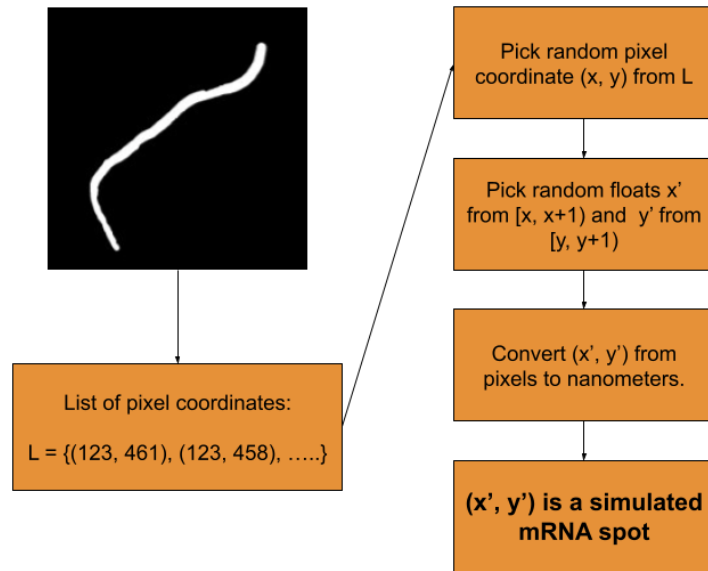 List of pixel coordinates:
L = {(123, 461), (123, 458), …..}
Pick random pixel
coordinate (x, y) from L
Pick random floats x’
from [x, x+1) and  y’ from
[y, y+1)
Convert (x’, y’) from
pixels to nanometers.
(x’, y’) is a simulated
mRNA spot